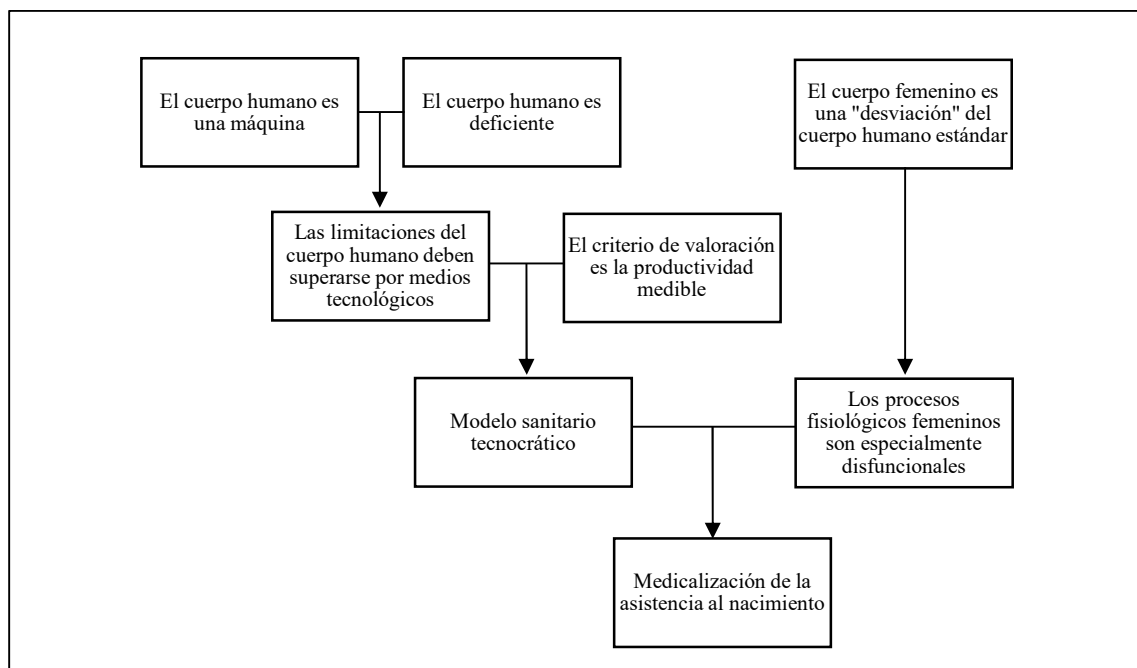 El cuerpo humano es
una máquina
El cuerpo humano es
deficiente
El cuerpo femenino es
una "desviación" del
cuerpo humano estándar
Las limitaciones del
cuerpo humano deben
superarse por medios
tecnológicos
El criterio de valoración
es la productividad
medible
Modelo sanitario
tecnocrático
Los procesos
fisiológicos femeninos
son especialmente
disfuncionales
Medicalización de la
asistencia al nacimiento